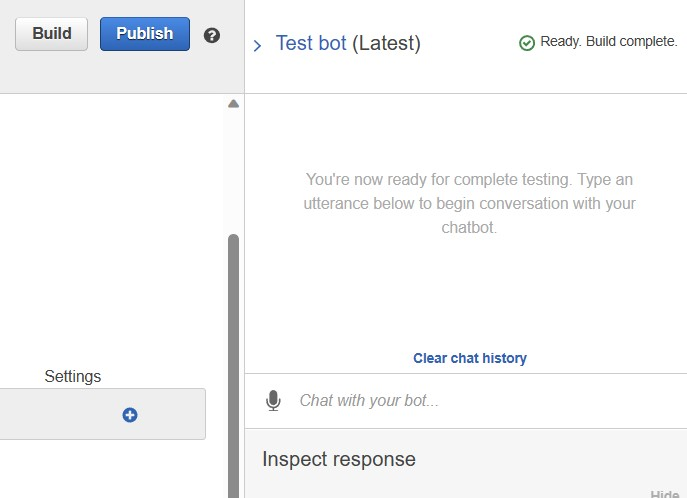 Build
Publish
?
Test bot (Latest)
Ready. Build complete.
You're now ready for complete testing. Type an
utterance below to begin conversation with your
chatbot.
Clear chat history
Settings
Chat with your bot...
Inspect response
Hide